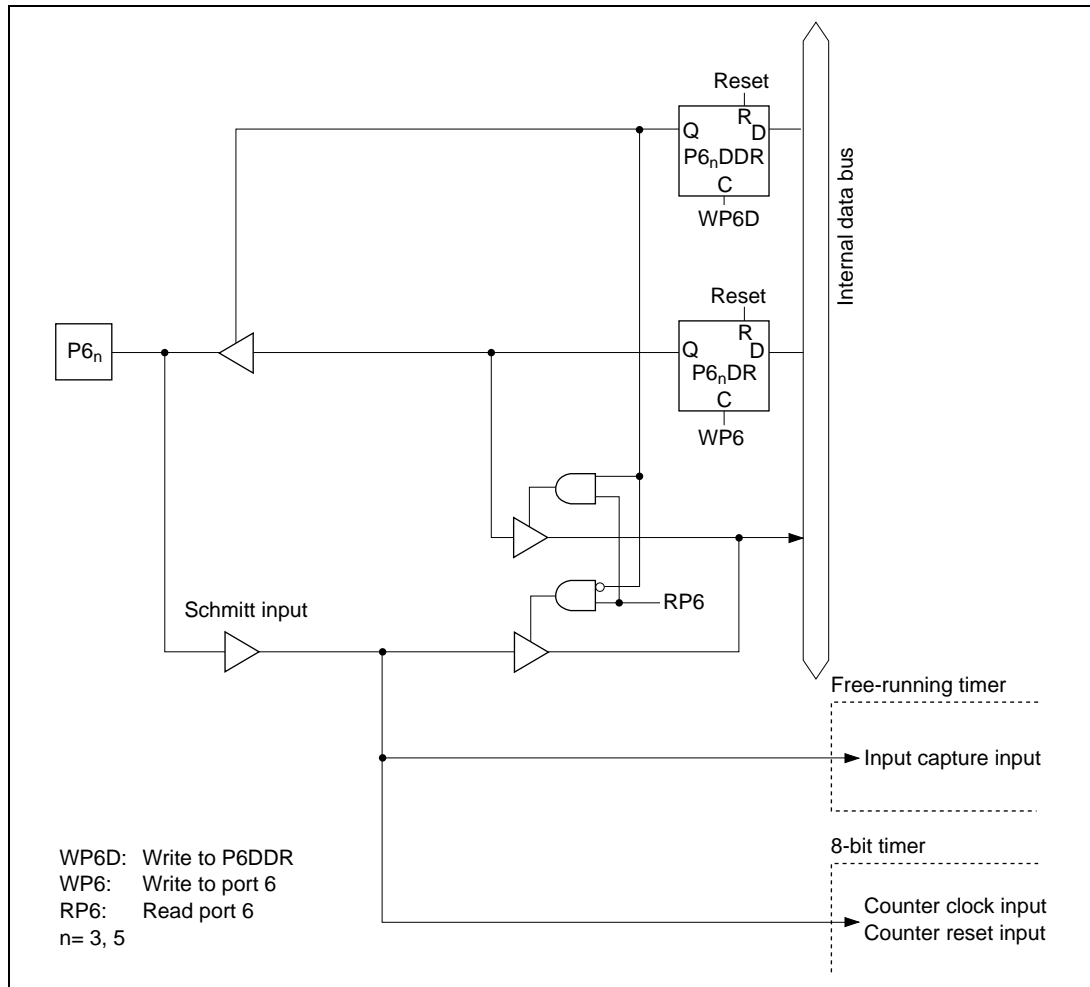 Reset
R
Q D
P6nDDR
C
WP6D
Internal data bus
Reset
R
P6n
Q D
P6nDR
C
WP6
RP6
Schmitt input
Free-running timer
Input capture input
8-bit timer
Counter clock input
Counter reset input
WP6D: Write to P6DDR
WP6: Write to port 6
RP6: Read port 6
n= 3, 5